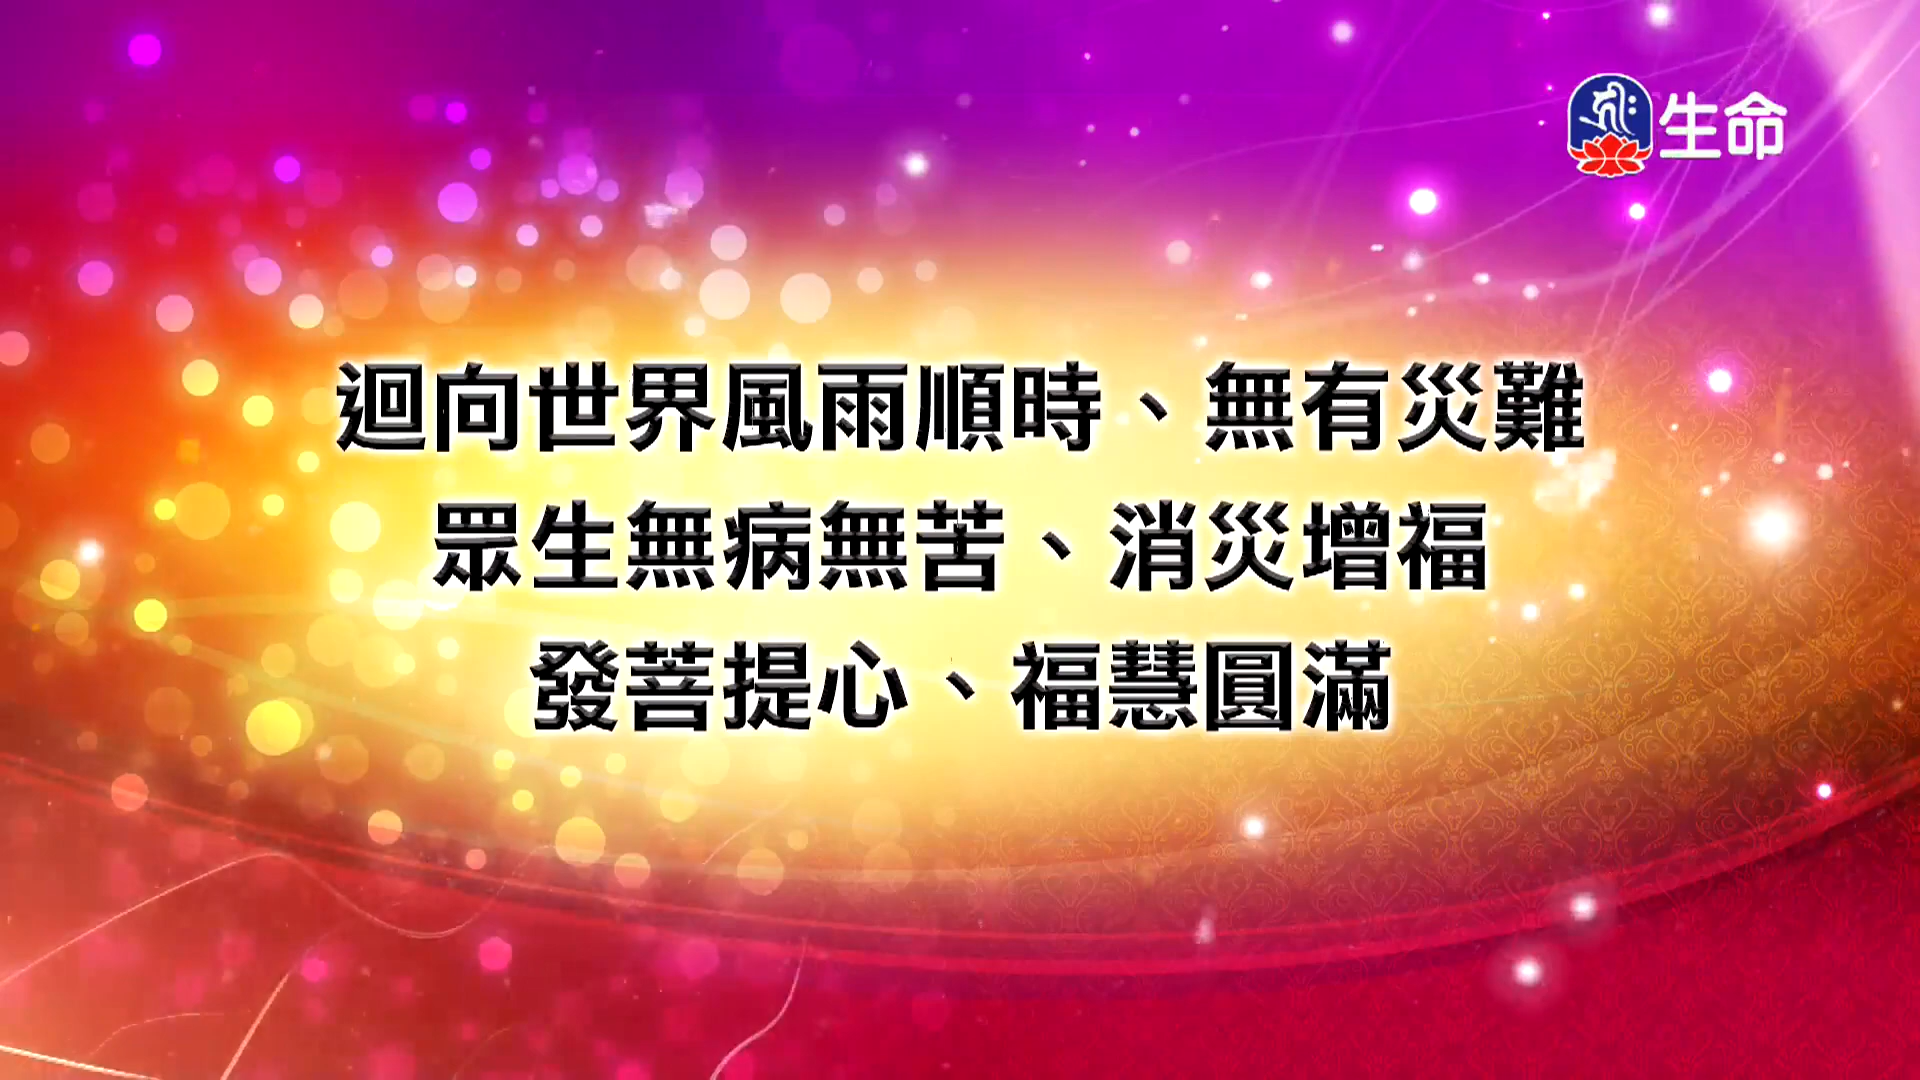 生命
迴向世界風雨順時、無有災難
眾生無病無苦、消災增福
發菩提心、福慧圓滿